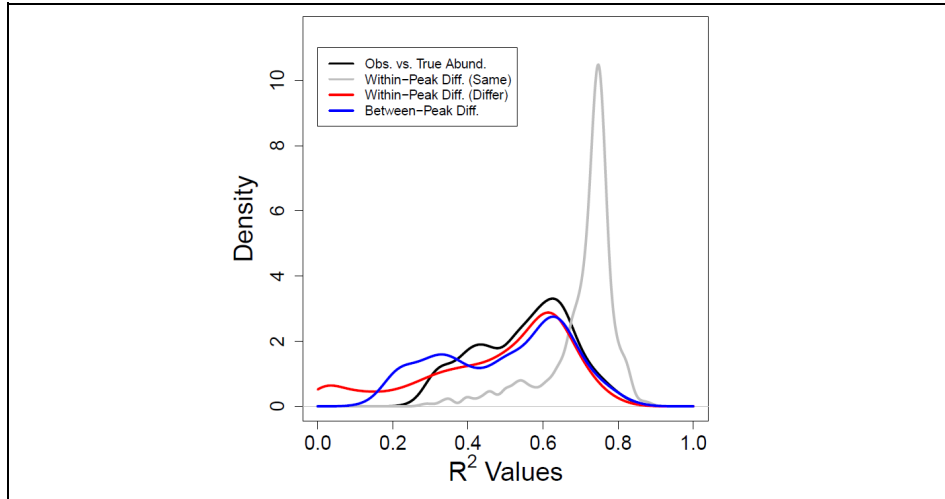 Obs. vs. True Abund.
Within−Peak Diff. (Same)
Within−Peak Diff. (Differ)
Between−Peak Diff.
Density
10
8
6
4
2
0
0.0 0.2 0.4 0.6 0.8 1.0
R² Values